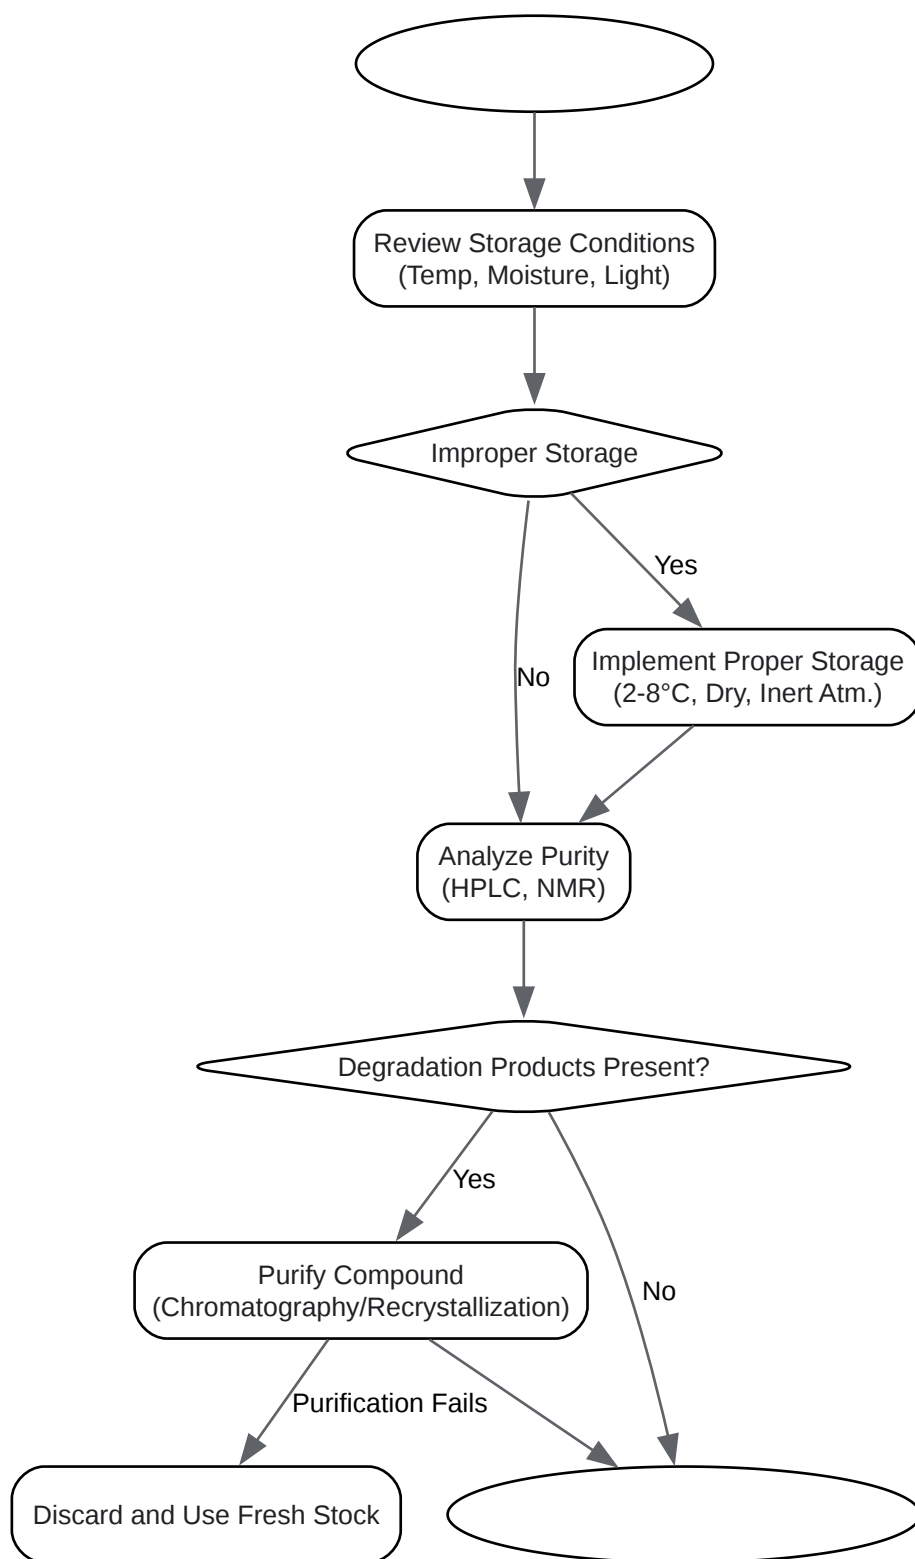 Review Storage Conditions
(Temp, Moisture, Light)
Improper Storage
Yes
No
Implement Proper Storage
(2-8°C, Dry, Inert Atm.)
Analyze Purity
(HPLC, NMR)
Degradation Products Present?
Yes
Purify Compound
(Chromatography/Recrystallization)
No
Purification Fails
Discard and Use Fresh Stock